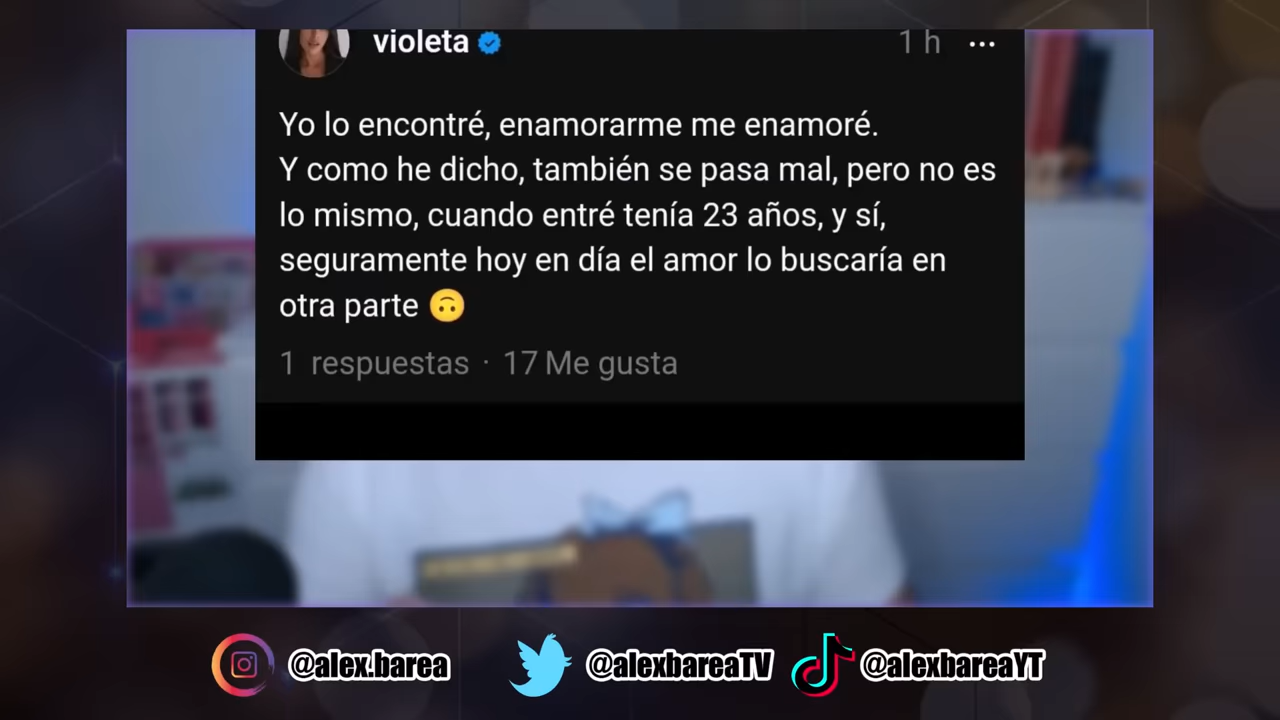 violeta
1 h
Yo lo encontré, enamorarme me enamoré.
Y como he dicho, también se pasa mal, pero no es
lo mismo, cuando entré tenía 23 años, y sí,
seguramente hoy en día el amor lo buscaría en
otra parte 🙃
1 respuestas · 17 Me gusta
@alex.barea
@alexbareaTV
@alexbareaYT